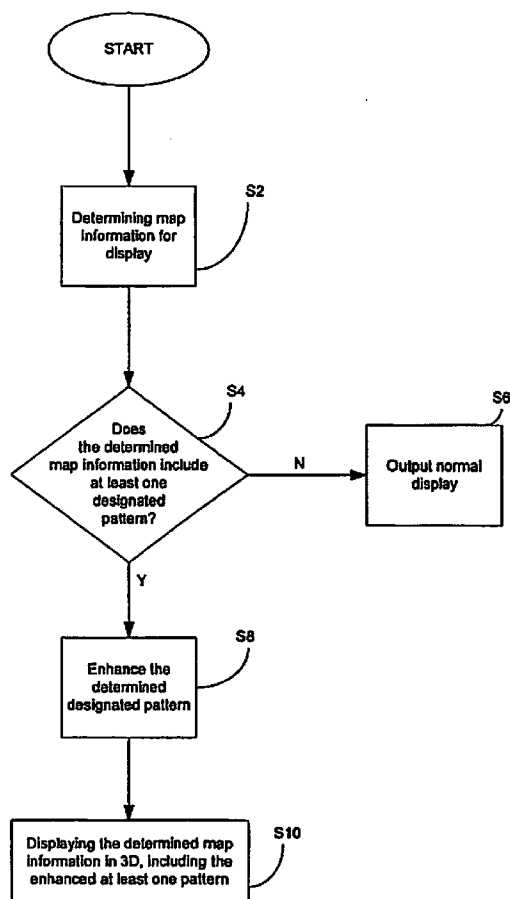 START
S2
Determining map
information for
display
S4
Does
the determined
map information include
at least one
designated
pattern?
N
S6
Output normal
display
Y
S8
Enhance the
determined
designated pattern
S10
Displaying the determined map
information in 3D, including the
enhanced at least one pattern